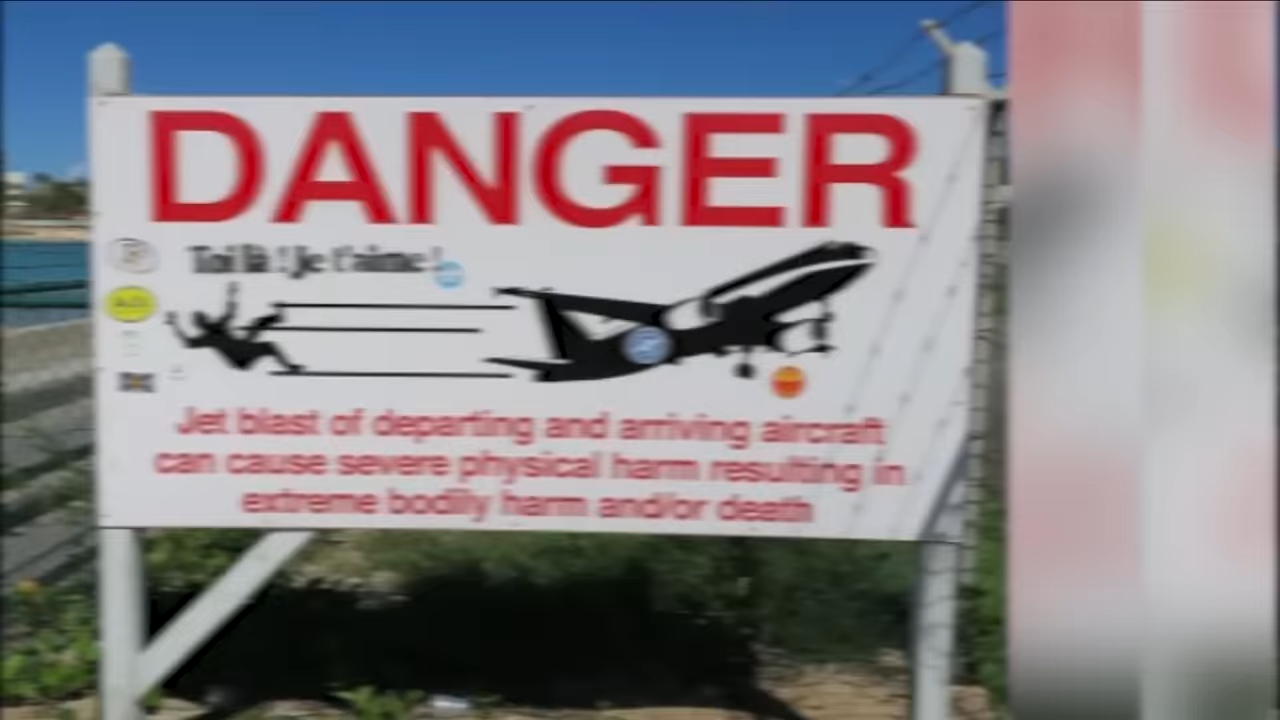 DANGER
Toi là ! Je t'aime !
Jet blast of departing and arriving aircraft
can cause severe physical harm resulting in
extreme bodily harm and/or death